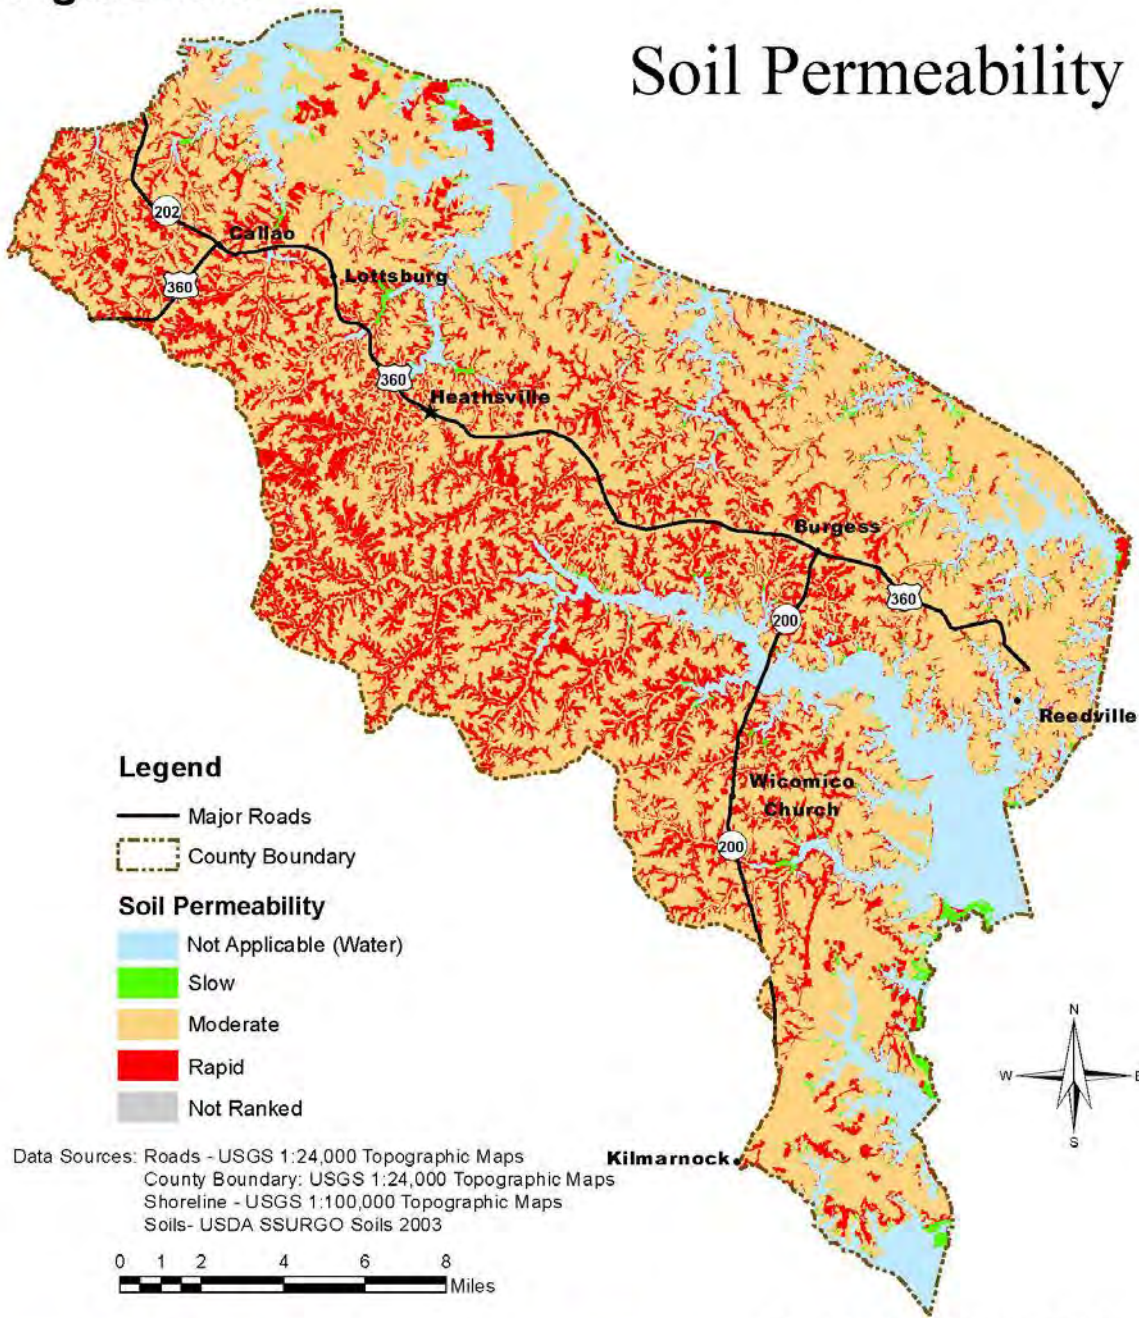 Soil Permeability
202
Callao
360
Lottsburg
360
Heathsville
Burgess
360
200
Reedville
Wicomico
Church
200
Kilmarnock
Legend
Major Roads
County Boundary
Soil Permeability
Not Applicable (Water)
Slow
Moderate
Rapid
Not Ranked
N
W
E
S
Data Sources: Roads - USGS 1:24,000 Topographic Maps
County Boundary: USGS 1:24,000 Topographic Maps
Shoreline - USGS 1:100,000 Topographic Maps
Soils- USDA SSURGO Soils 2003
0 1 2 4 6 8
Miles